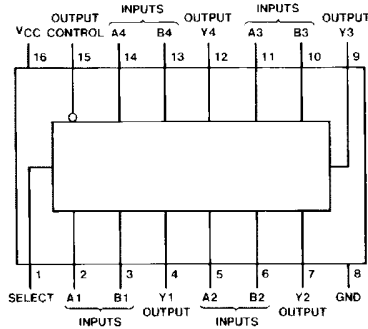 INPUTS INPUTS
OUTPUT OUTPUT OUTPUT
VCC CONTROL A4 B4 Y4 A3 B3 Y3
16 15 14 13 12 11 10 9
1 2 3 4 5 6 7 8
SELECT A1 B1 Y1 A2 B2 Y2 GND
OUTPUT OUTPUT
INPUTS INPUTS